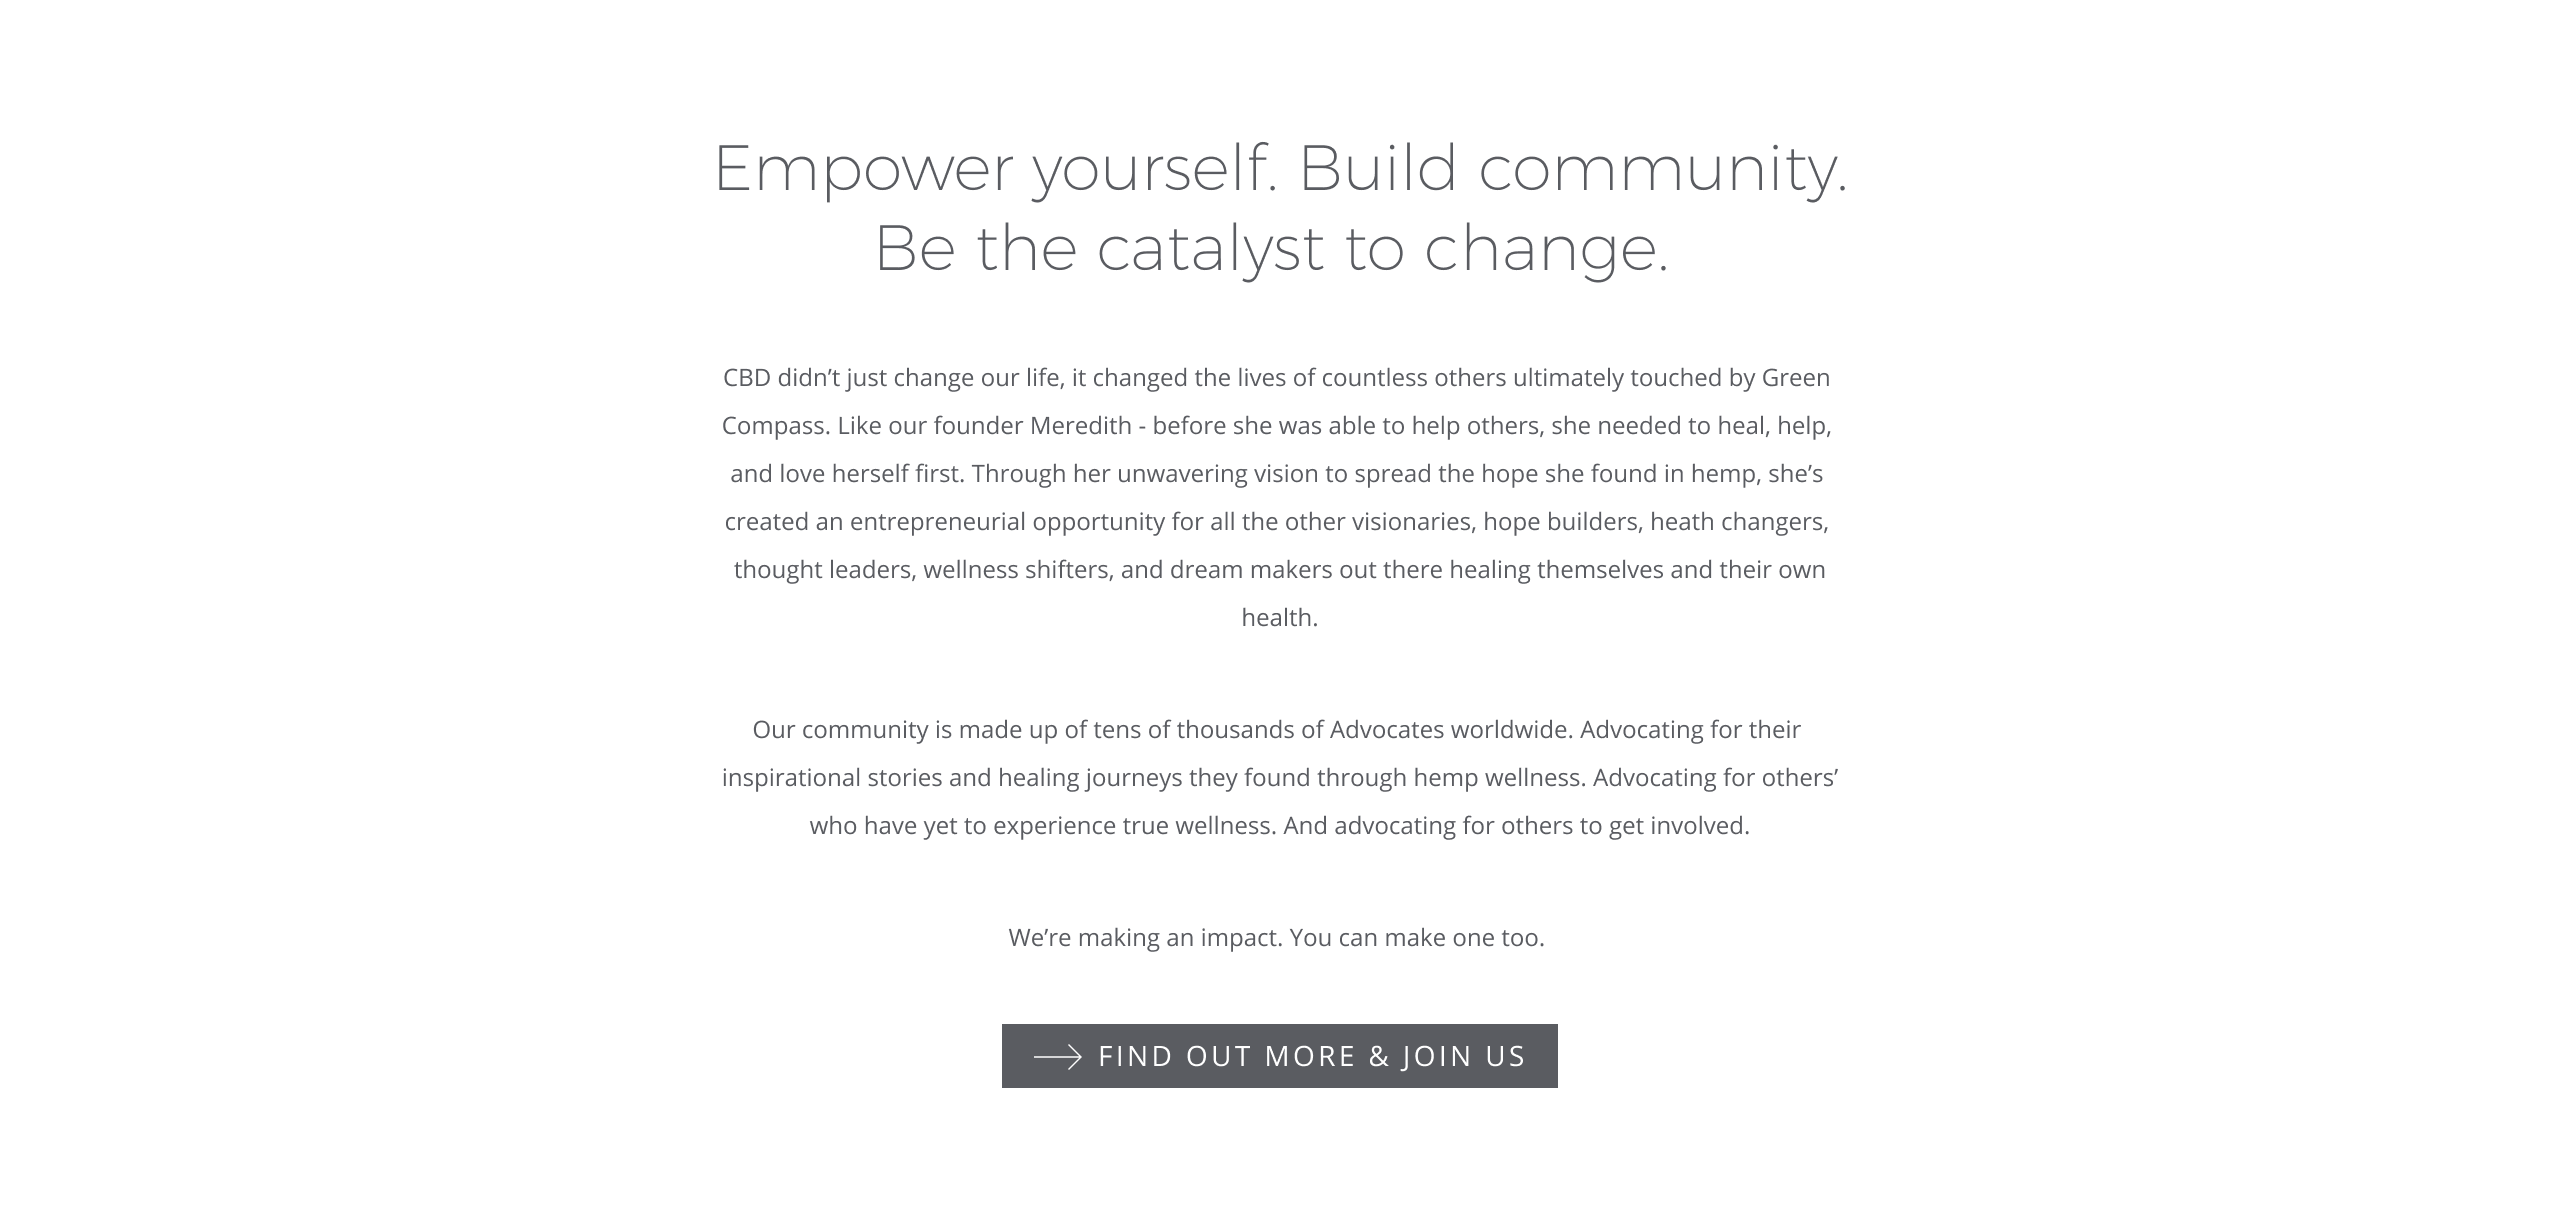 Empower yourself. Build community.
Be the catalyst to change.
CBD didn’t just change our life, it changed the lives of countless others ultimately touched by Green
Compass. Like our founder Meredith - before she was able to help others, she needed to heal, help,
and love herself first. Through her unwavering vision to spread the hope she found in hemp, she’s
created an entrepreneurial opportunity for all the other visionaries, hope builders, heath changers,
thought leaders, wellness shifters, and dream makers out there healing themselves and their own
health.
Our community is made up of tens of thousands of Advocates worldwide. Advocating for their
inspirational stories and healing journeys they found through hemp wellness. Advocating for others’
who have yet to experience true wellness. And advocating for others to get involved.
We’re making an impact. You can make one too.
FIND OUT MORE & JOIN US